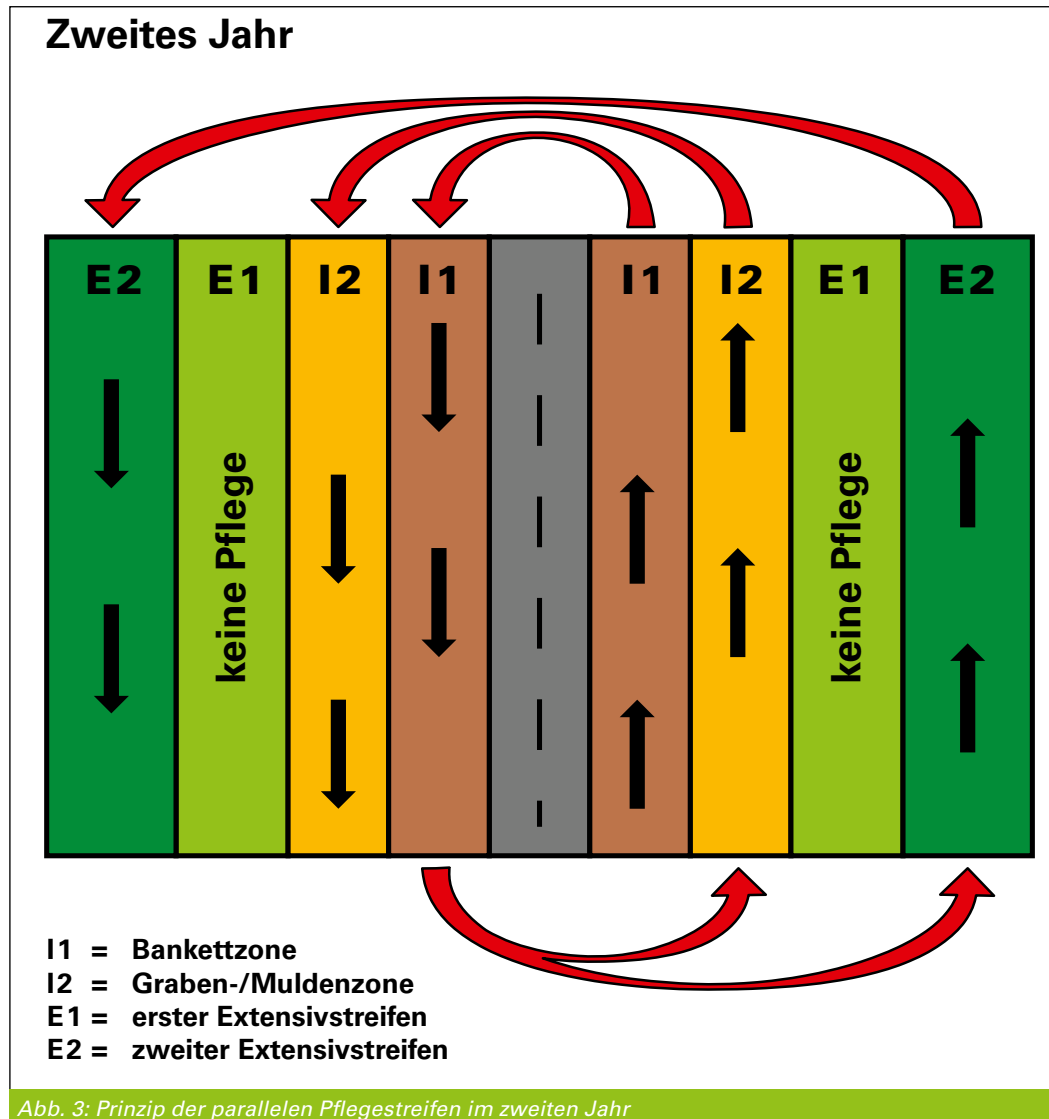 Zweites Jahr
E2 E1 I2 I1 I1 I2 E1 E2
keine Pflege
keine Pflege
I1 = Bankettzone
I2 = Graben-/Muldenzone
E1 = erster Extensivstreifen
E2 = zweiter Extensivstreifen
Abb. 3: Prinzip der parallelen Pflegestreifen im zweiten Jahr